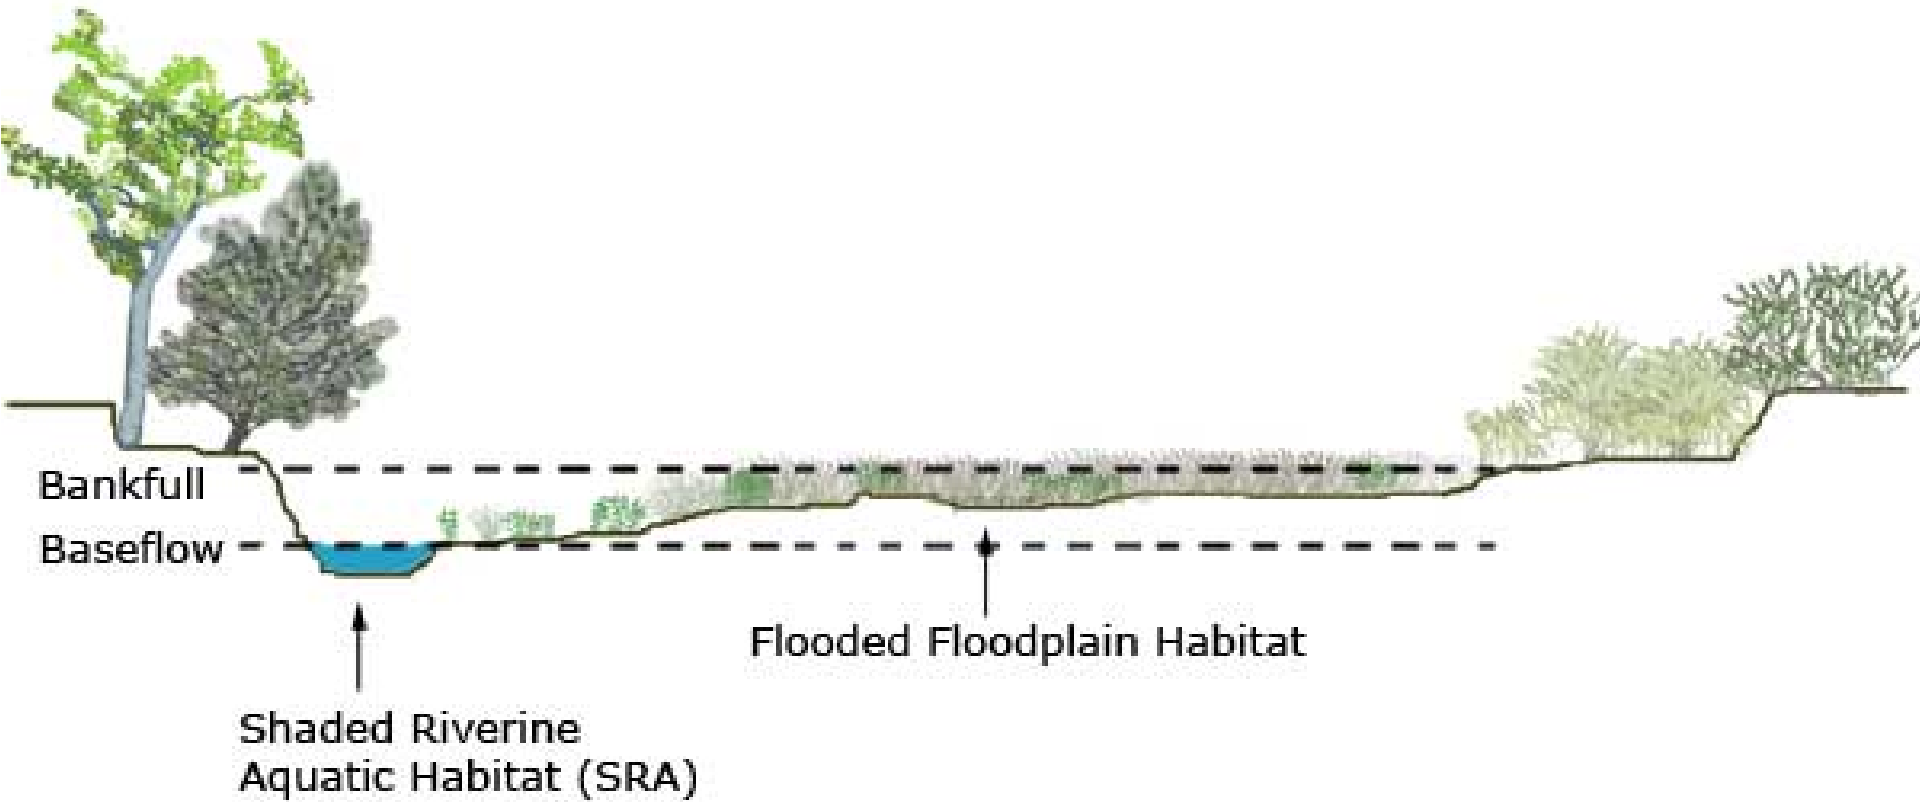 Bankfull
Baseflow
Flooded Floodplain Habitat
Shaded Riverine
Aquatic Habitat (SRA)